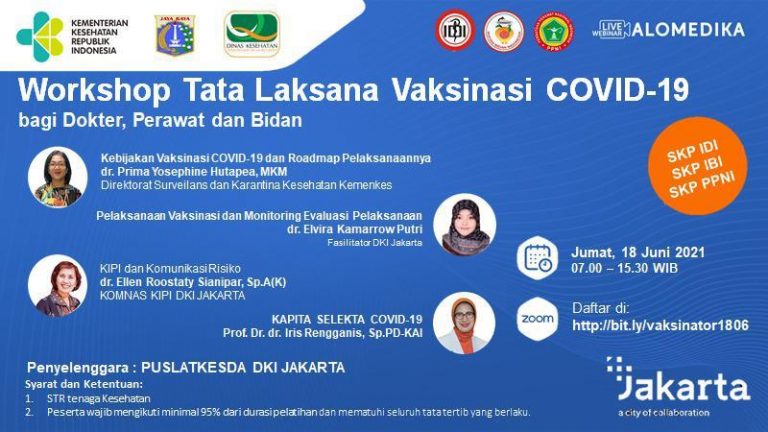 KEMENTERIAN
KESEHATAN
REPUBLIK
INDONESIA
JAYA RAYA
DINAS KESEHATAN
IDI
PPNI
LIVE
WEBINAR
ALOMEDIKA
Workshop Tata Laksana Vaksinasi COVID-19
bagi Dokter, Perawat dan Bidan
SKP IDI
SKP IBI
SKP PPNI
Kebijakan Vaksinasi COVID-19 dan Roadmap Pelaksanaannya
dr. Prima Yosephine Hutapea, MKM
Direktorat Surveilans dan Karantina Kesehatan Kemenkes
Pelaksanaan Vaksinasi dan Monitoring Evaluasi Pelaksanaan
dr. Elvira Kamarrow Putri
Fasilitator DKI Jakarta
KIPI dan Komunikasi Risiko
dr. Ellen Roostaty Sianipar, Sp.A(K)
KOMNAS KIPI DKI JAKARTA
KAPITA SELEKTA COVID-19
Prof. Dr. dr. Iris Rengganis, Sp.PD-KAI
Jumat, 18 Juni 2021
07.00 – 15.30 WIB
zoom
Daftar di:
http://bit.ly/vaksinator1806
Penyelenggara : PUSLATKESDA DKI JAKARTA
Syarat dan Ketentuan:
1. STR tenaga Kesehatan
2. Peserta wajib mengikuti minimal 95% dari durasi pelatihan dan mematuhi seluruh tata tertib yang berlaku.
Jakarta
a city of collaboration